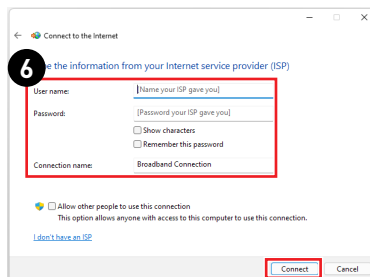 Connect to the Internet
6
e the information from your Internet service provider (ISP)
User name:
[Name your ISP gave you]
Password:
[Password your ISP gave you]
Show characters
Remember this password
Connection name:
Broadband Connection
Allow other people to use this connection
This option allows anyone with access to this computer to use this connection.
I don't have an ISP
Connect
Cancel